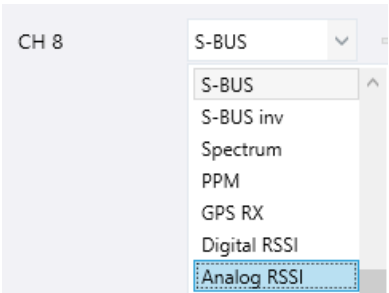 CH 8 S-BUS
S-BUS
S-BUS inv
Spectrum
PPM
GPS RX
Digital RSSI
Analog RSSI